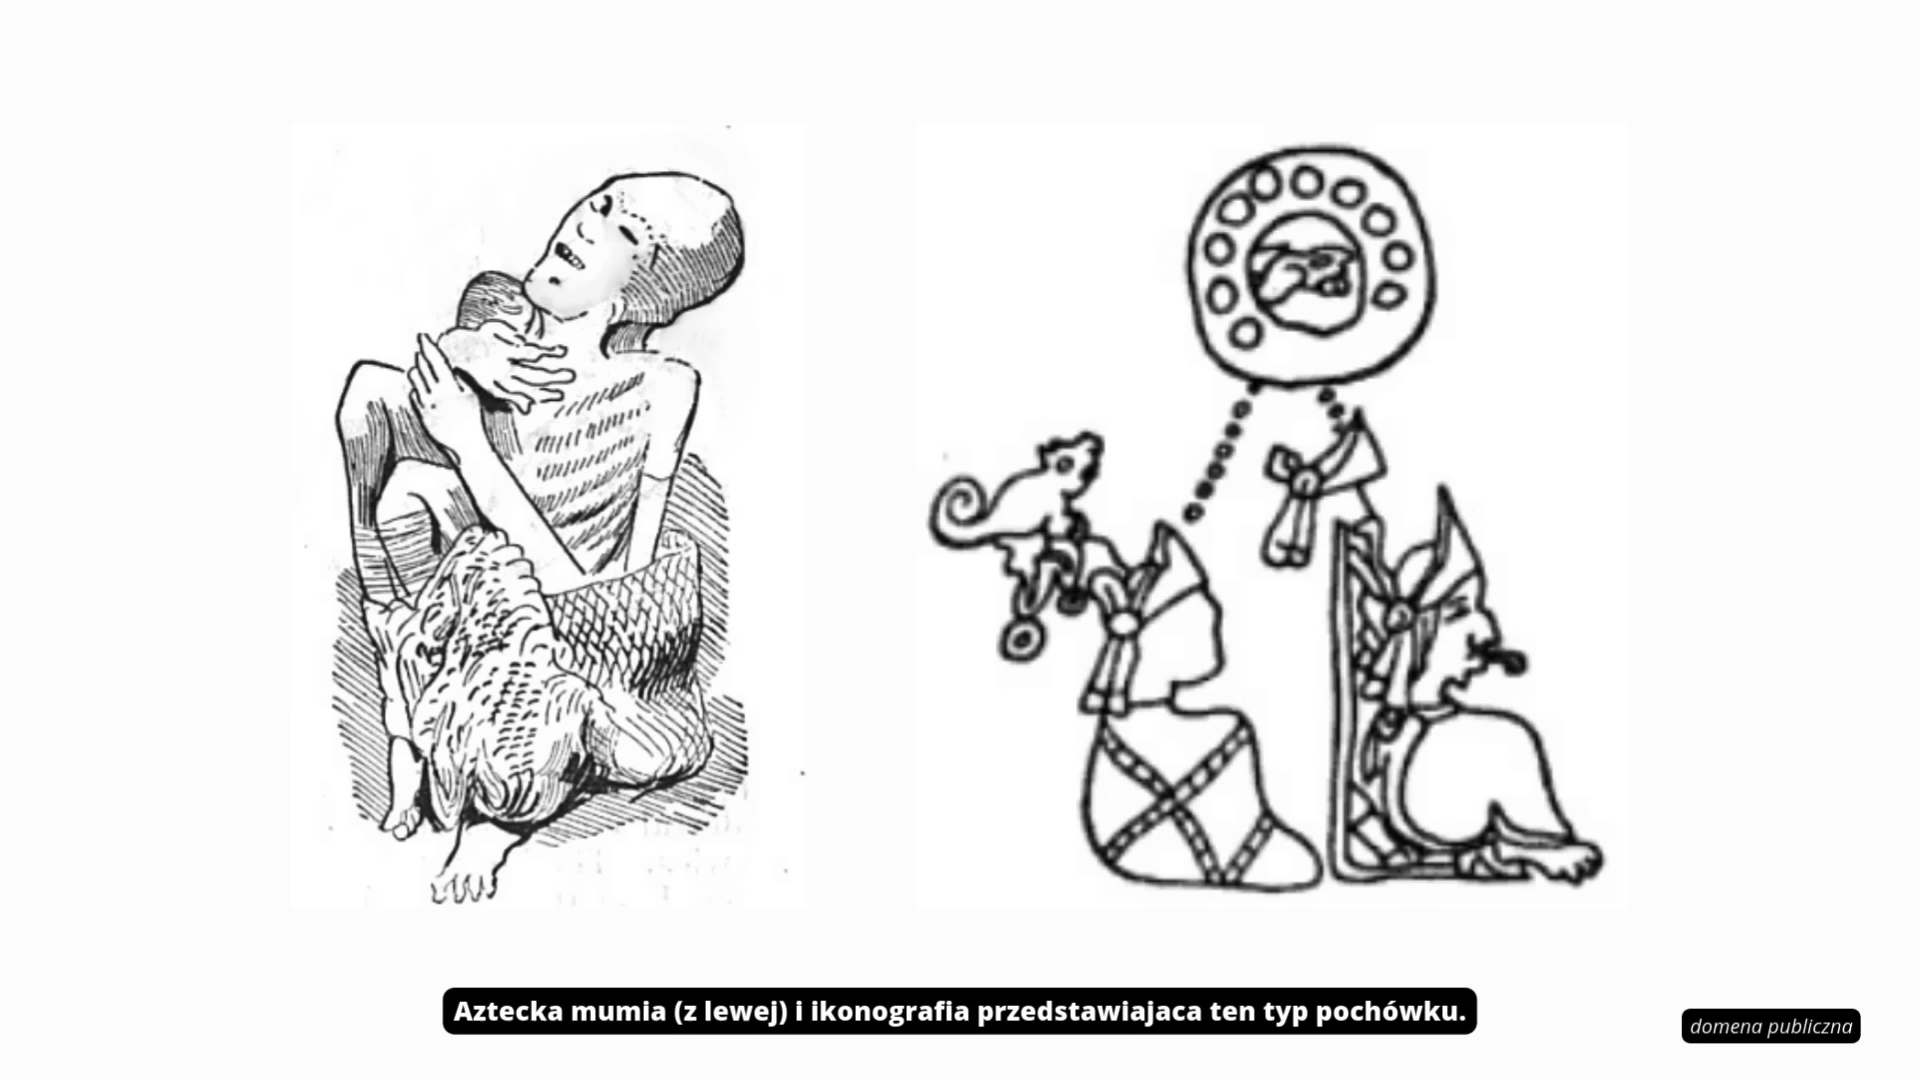 Aztecka mumia (z lewej) i ikonografia przedstawiajaca ten typ pochówku.
domena publiczna